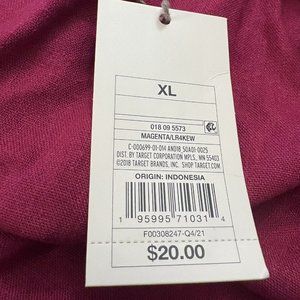 XL
018 09 5573
MAGENTA/LR4KEW
C-000699-01-014 AND18 50A01-0025
DIST. BY TARGET CORPORATION MPLS., MN 55403
©2018 TARGET BRANDS, INC. SHOP TARGET.COM
ORIGIN: INDONESIA
1 95995 71031 4
F00308247-Q4/21
$20.00